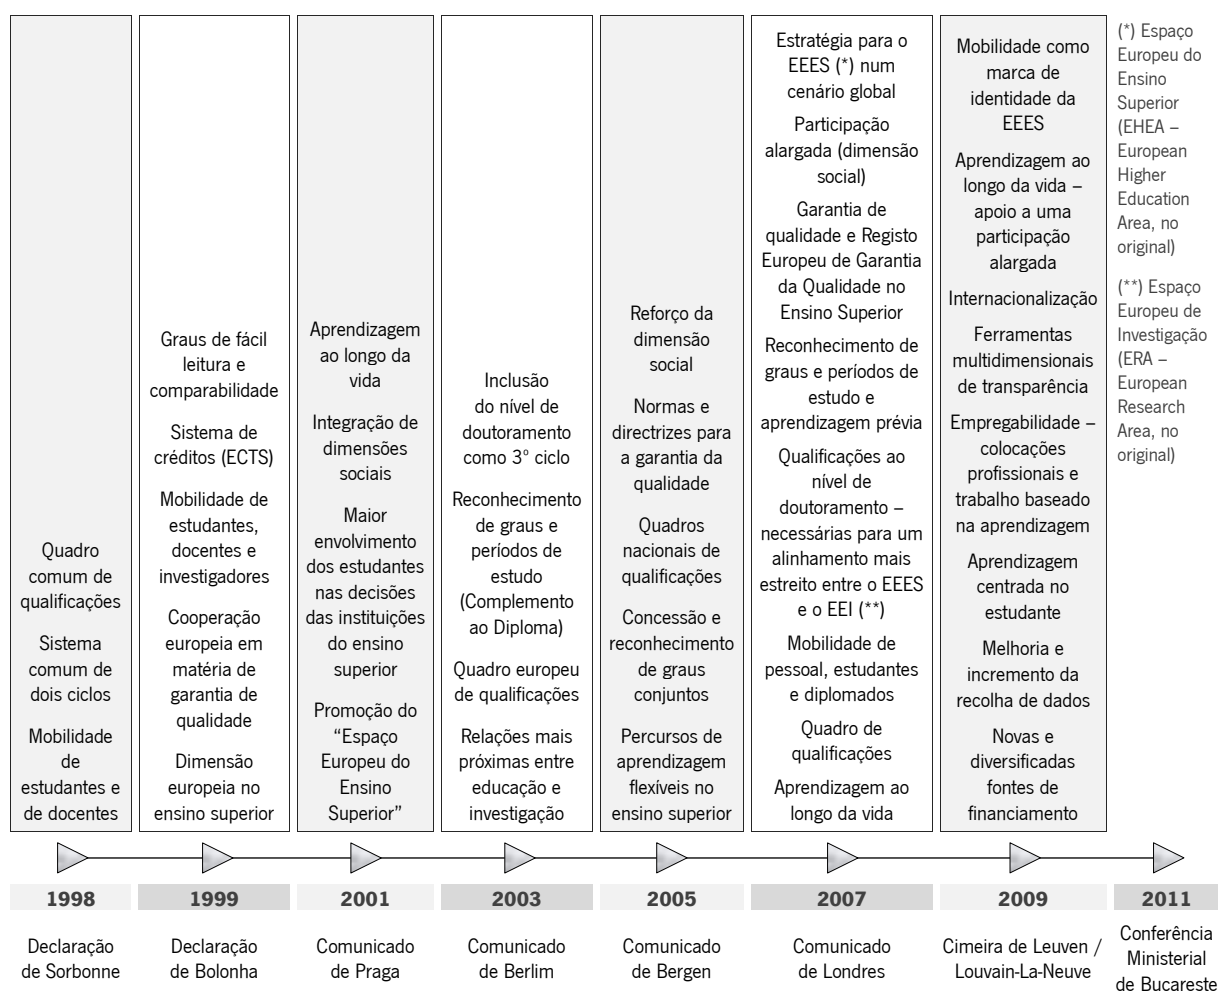 Quadro
comum de
qualificações
Sistema
comum de
dois ciclos
Mobilidade
de
estudantes e
de docentes
Graus de fácil
leitura e
comparabilidade
Sistema de
créditos (ECTS)
Mobilidade de
estudantes,
docentes e
investigadores
Cooperação
europeia em
matéria de
garantia de
qualidade
Dimensão
europeia no
ensino superior
Aprendizagem
ao longo da
vida
Integração de
dimensões
sociais
Maior
envolvimento
dos estudantes
nas decisões
das instituições
do ensino
superior
Promoção do
“Espaço
Europeu do
Ensino
Superior”
Inclusão
do nível de
doutoramento
como 3º ciclo
Reconhecimento
de graus e
períodos de
estudo
(Complemento
ao Diploma)
Quadro europeu
de qualificações
Relações mais
próximas entre
educação e
investigação
Reforço da
dimensão
social
Normas e
directrizes para
a garantia da
qualidade
Quadros
nacionais de
qualificações
Concessão e
reconhecimento
de graus
conjuntos
Percursos de
aprendizagem
flexíveis no
ensino superior
Estratégia para o
EEES (*) num
cenário global
Participação
alargada (dimensão
social)
Garantia de
qualidade e Registo
Europeu de Garantia
da Qualidade no
Ensino Superior
Reconhecimento de
graus e períodos de
estudo e
aprendizagem prévia
Qualificações ao
nível de
doutoramento –
necessárias para um
alinhamento mais
estreito entre o EEES
e o EEI (**)
Mobilidade de
pessoal, estudantes
e diplomados
Quadro de
qualificações
Aprendizagem ao
longo da vida
Mobilidade como
marca de
identidade da
EEES
Aprendizagem ao
longo da vida –
apoio a uma
participação
alargada
Internacionalização
Ferramentas
multidimensionais
de transparência
Empregabilidade –
colocações
profissionais e
trabalho baseado
na aprendizagem
Aprendizagem
centrada no
estudante
Melhoria e
incremento da
recolha de dados
Novas e
diversificadas
fontes de
financiamento
(*) Espaço
Europeu do
Ensino
Superior
(EHEA –
European
Higher
Education
Area, no
original)
(**) Espaço
Europeu de
Investigação
(ERA –
European
Research
Area, no
original)
1998
Declaração
de Sorbonne
1999
Declaração
de Bolonha
2001
Comunicado
de Praga
2003
Comunicado
de Berlim
2005
Comunicado
de Bergen
2007
Comunicado
de Londres
2009
Cimeira de Leuven /
Louvain-La-Neuve
2011
Conferência
Ministerial
de Bucareste